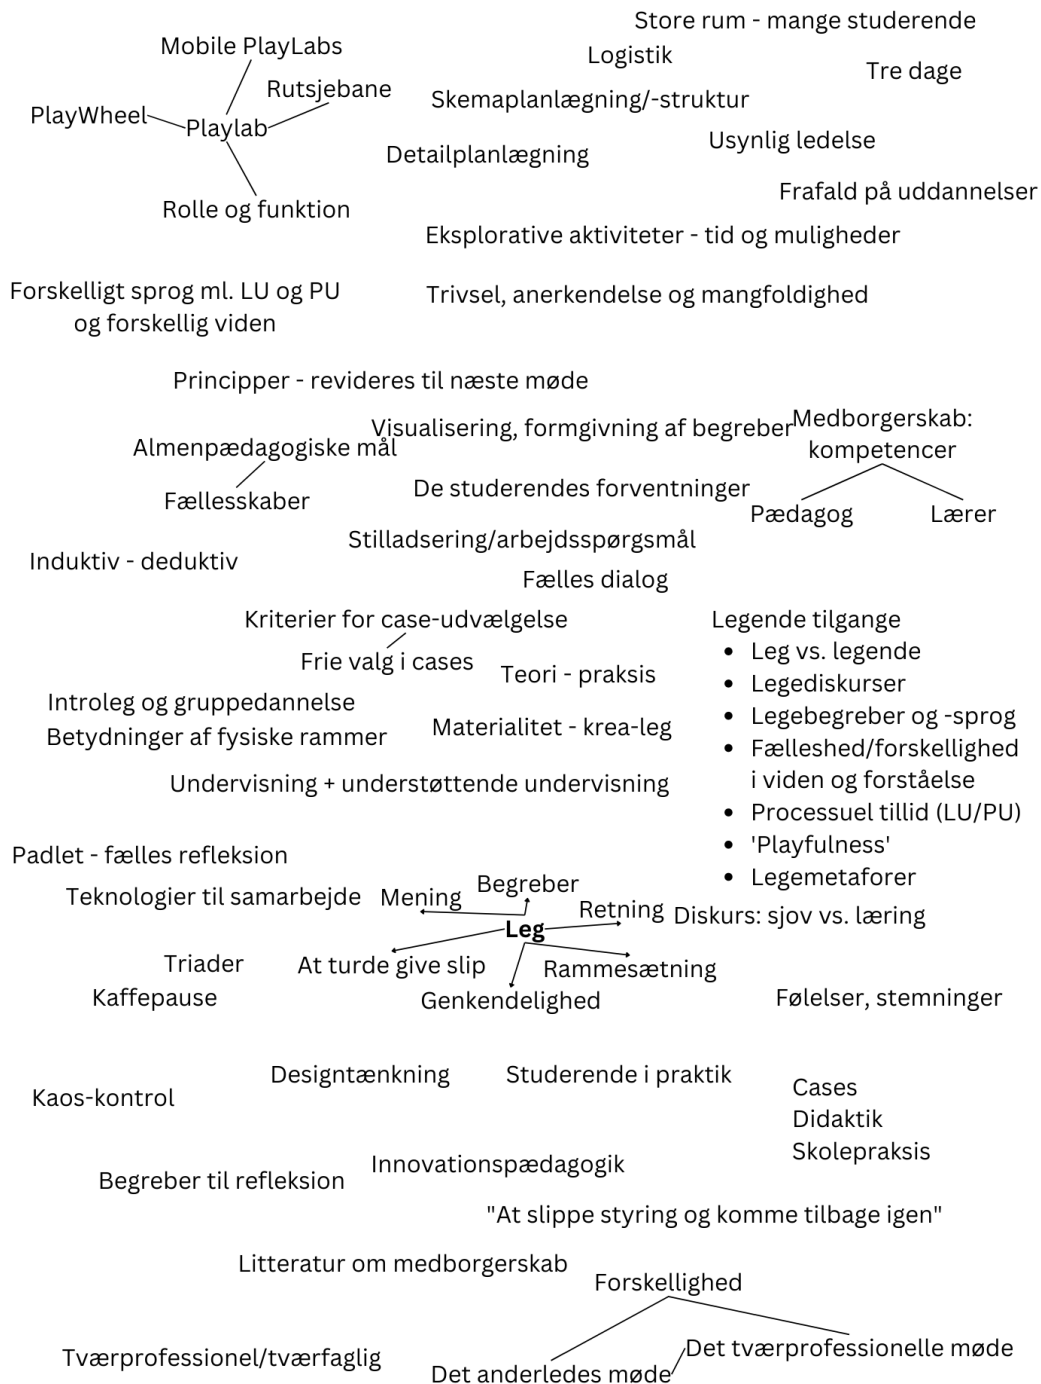 Store rum - mange studerende
Mobile PlayLabs
Logistik
Tre dage
Rutsjebane
Skemaplanlægning/-struktur
PlayWheel
Playlab
Usynlig ledelse
Detailplanlægning
Frafald på uddannelser
Rolle og funktion
Eksplorative aktiviteter - tid og muligheder
Forskelligt sprog ml. LU og PU
og forskellig viden
Trivsel, anerkendelse og mangfoldighed
Principper - revideres til næste møde
Visualisering, formgivning af begreber
Medborgerskab:
kompetencer
Almenpædagogiske mål
Fællesskaber
De studerendes forventninger
Pædagog
Lærer
Stilladsering/arbejdsspørgsmål
Induktiv - deduktiv
Fælles dialog
Kriterier for case-udvælgelse
Frie valg i cases
Teori - praksis
Introleg og gruppedannelse
Betydninger af fysiske rammer
Materialitet - krea-leg
Undervisning + understøttende undervisning
Legende tilgange
• Leg vs. legende
• Legediskurser
• Legebegreber og -sprog
• Fælleshed/forskellighed
i viden og forståelse
• Processuel tillid (LU/PU)
• 'Playfulness'
• Legemetaforer
Padlet - fælles refleksion
Teknologier til samarbejde
Mening
Begreber
Retning
Diskurs: sjov vs. læring
Leg
Triader
At turde give slip
Rammesætning
Kaffepause
Genkendelighed
Følelser, stemninger
Designtænkning
Studerende i praktik
Kaos-kontrol
Cases
Didaktik
Skolepraksis
Innovationspædagogik
Begreber til refleksion
"At slippe styring og komme tilbage igen"
Litteratur om medborgerskab
Forskellighed
Tværprofessionel/tværfaglig
Det anderledes møde
Det tværprofessionelle møde